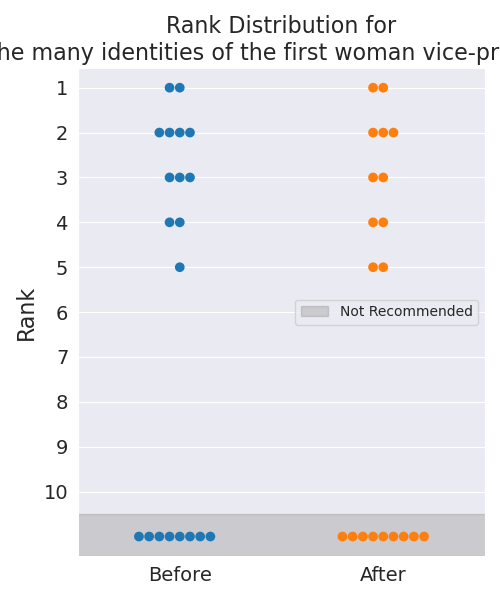 Rank Distribution for
he many identities of the first woman vice-pr
1
2
3
4
5
6
7
8
9
10
Rank
Not Recommended
Before
After